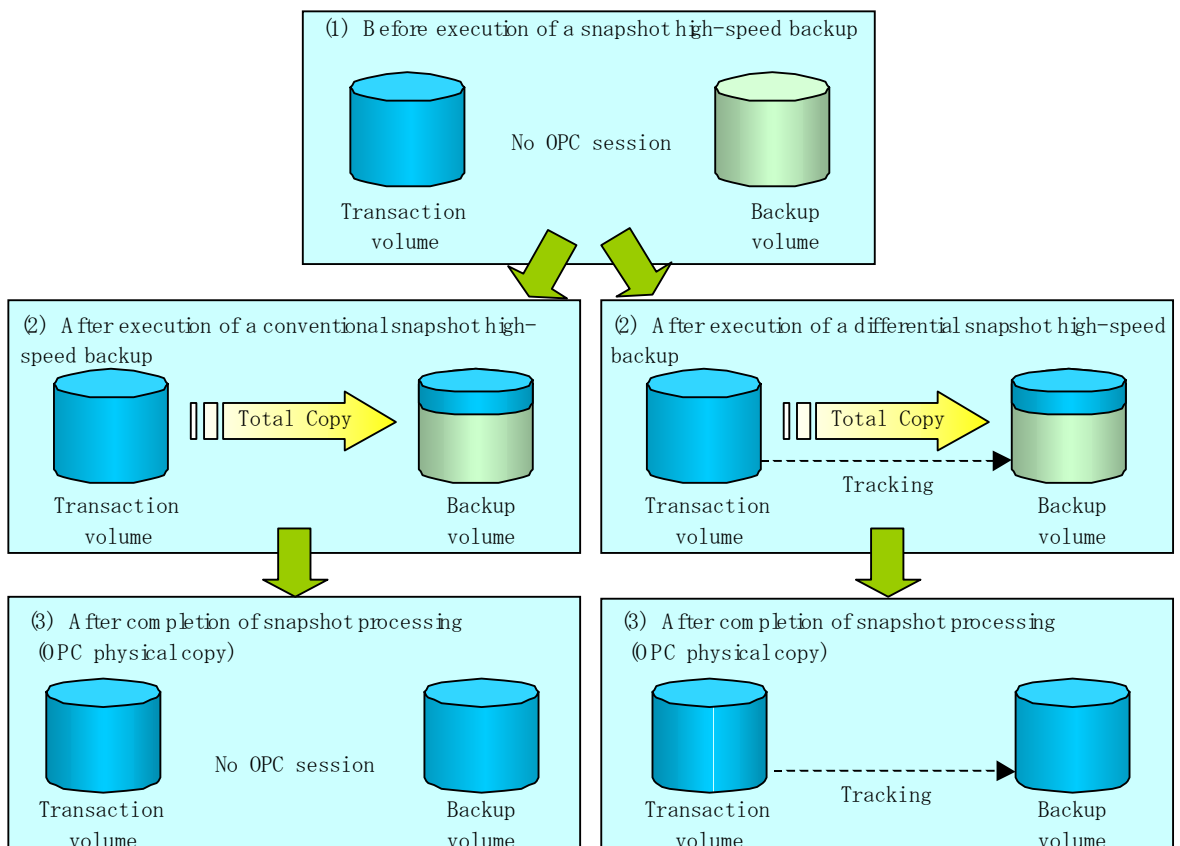 (1) Before execution of a snapshot high-speed backup
No OPC session
Transaction
volume
Backup
volume
(2) After execution of a conventional snapshot high-
speed backup
Total Copy
Transaction
volume
Backup
volume
(2) After execution of a differential snapshot high-speed
backup
Total Copy
Tracking
Transaction
volume
Backup
volume
(3) After completion of snapshot processing
(OPC physical copy)
No OPC session
Transaction
volume
Backup
volume
(3) After completion of snapshot processing
(OPC physical copy)
Tracking
Transaction
volume
Backup
volume